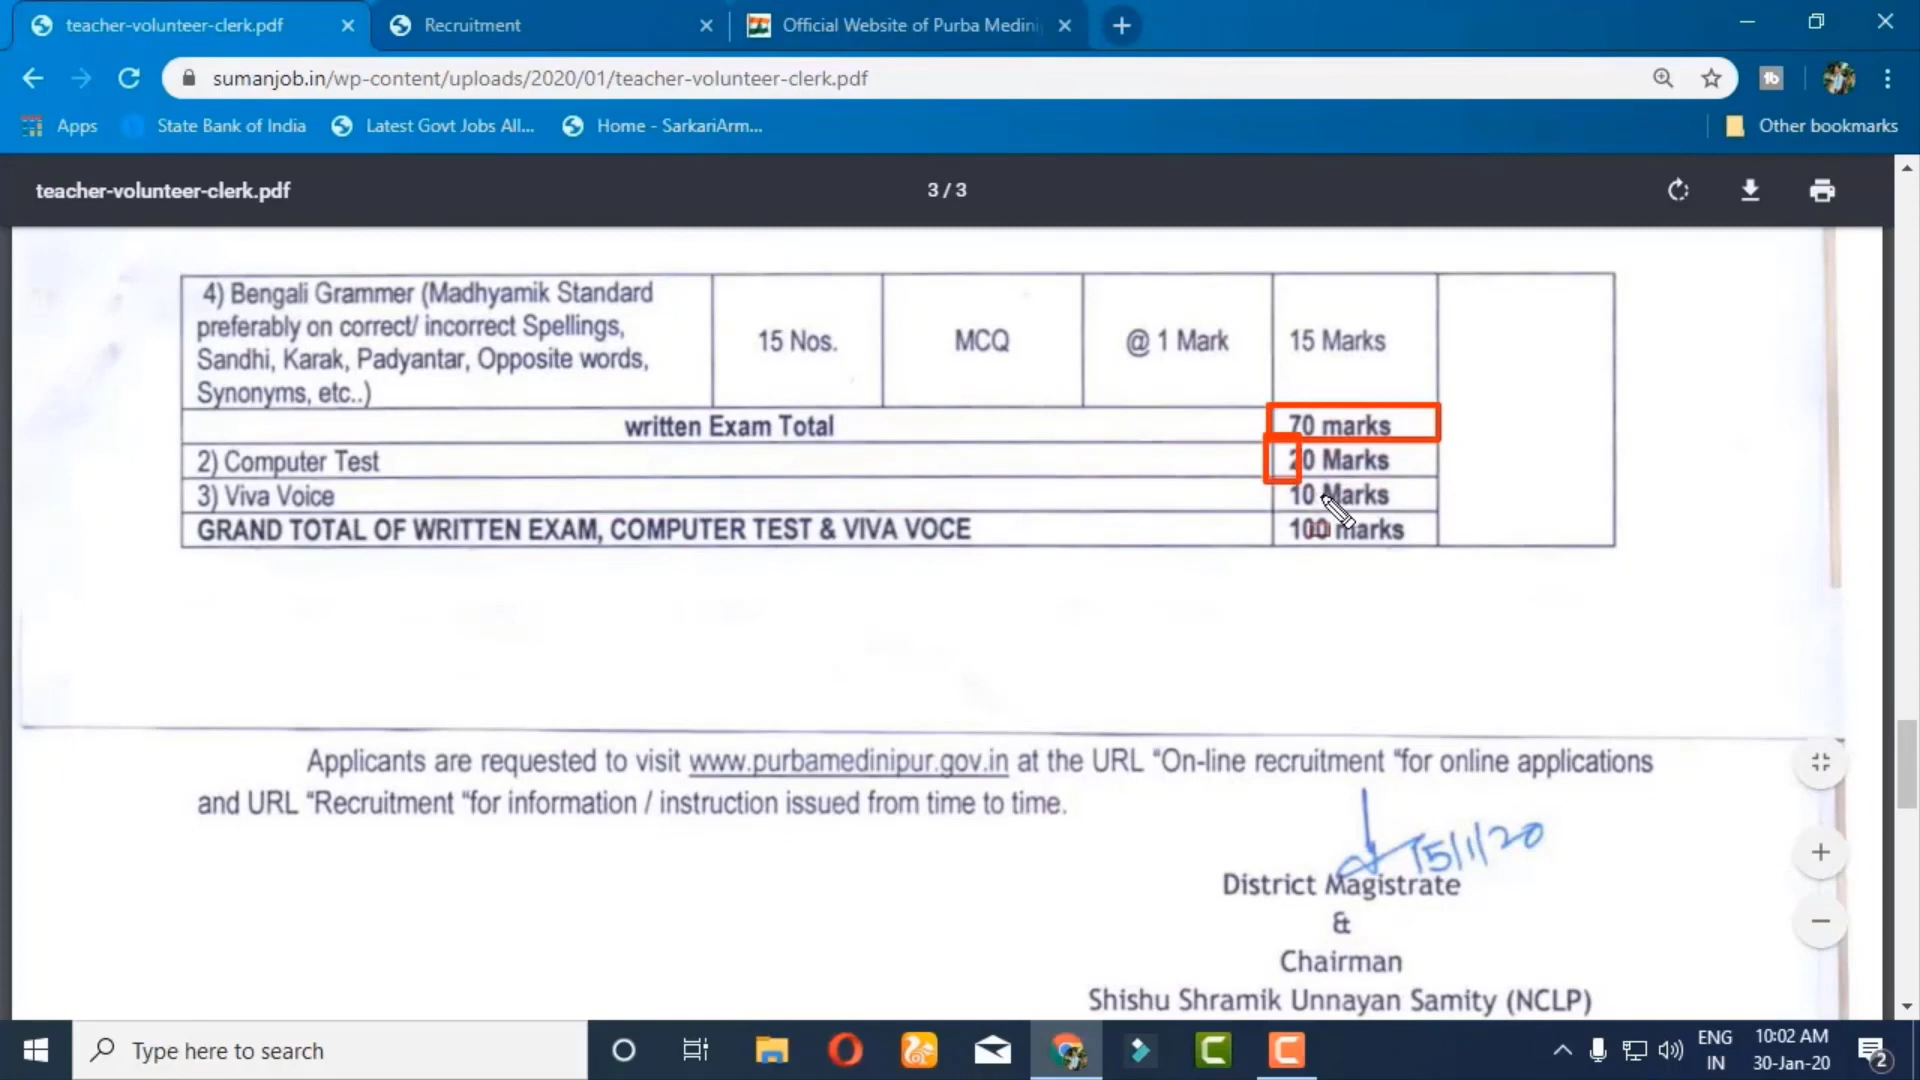 teacher-volunteer-clerk.pdf
Recruitment
Official Website of Purba Medini
sumanjob.in/wp-content/uploads/2020/01/teacher-volunteer-clerk.pdf
Apps
State Bank of India
Latest Govt Jobs All...
Home - SarkariArm...
Other bookmarks
teacher-volunteer-clerk.pdf
3 / 3
4) Bengali Grammer (Madhyamik Standard
preferably on correct/ incorrect Spellings,
Sandhi, Karak, Padyantar, Opposite words,
Synonyms, etc..)
15 Nos.
MCQ
@ 1 Mark
15 Marks
written Exam Total
70 marks
2) Computer Test
20 Marks
3) Viva Voice
10 Marks
GRAND TOTAL OF WRITTEN EXAM, COMPUTER TEST & VIVA VOCE
100 marks
Applicants are requested to visit www.purbamedinipur.gov.in at the URL “On-line recruitment “for online applications
and URL “Recruitment “for information / instruction issued from time to time.
15/1/20
District Magistrate
&
Chairman
Shishu Shramik Unnayan Samity (NCLP)
Type here to search
ENG
IN
10:02 AM
30-Jan-20
2